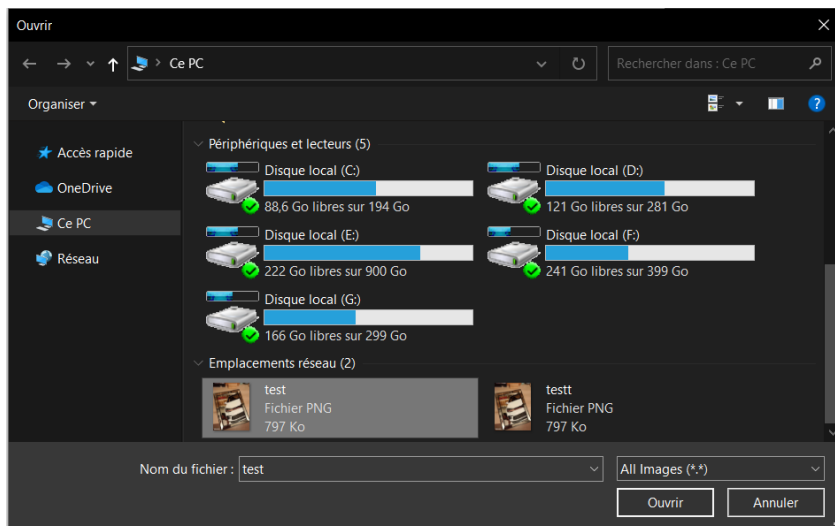 Ouvrir
Ce PC
Rechercher dans : Ce PC
Organiser
Accès rapide
OneDrive
Ce PC
Réseau
Périphériques et lecteurs (5)
Disque local (C:)
88,6 Go libres sur 194 Go
Disque local (D:)
121 Go libres sur 281 Go
Disque local (E:)
222 Go libres sur 900 Go
Disque local (F:)
241 Go libres sur 399 Go
Disque local (G:)
166 Go libres sur 299 Go
Emplacements réseau (2)
test
Fichier PNG
797 Ko
testt
Fichier PNG
797 Ko
Nom du fichier : test
All Images (*.*)
Ouvrir
Annuler